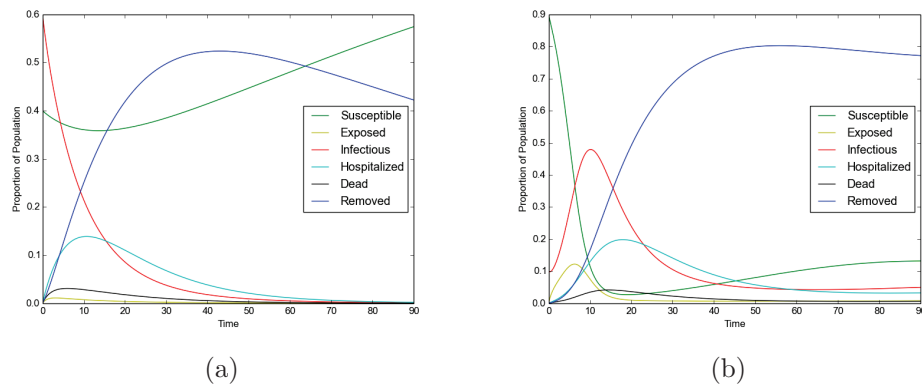 0.6
0.5
0.4
0.3
0.2
0.1
0.0
Proportion of Population
0 10 20 30 40 50 60 70 80 90
Time
Susceptible
Exposed
Infectious
Hospitalized
Dead
Removed
(a)
0.9
0.8
0.7
0.6
0.5
0.4
0.3
0.2
0.1
0.0
Proportion of Population
0 10 20 30 40 50 60 70 80 90
Time
Susceptible
Exposed
Infectious
Hospitalized
Dead
Removed
(b)